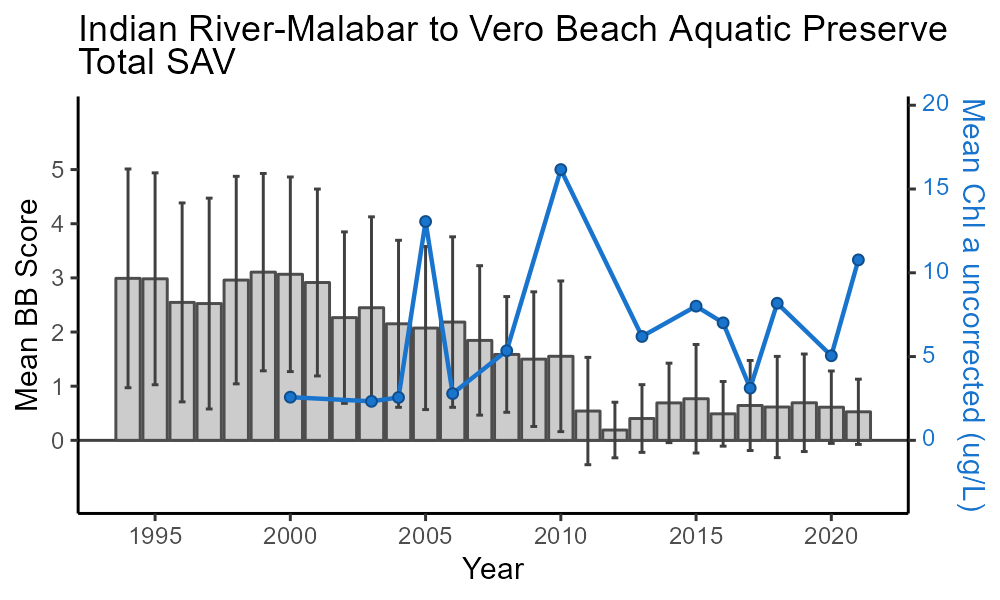 Indian River-Malabar to Vero Beach Aquatic Preserve
Total SAV
Mean BB Score
5
4
3
2
1
0
20
15
10
5
0
Mean Chl a uncorrected (ug/L)
1995 2000 2005 2010 2015 2020
Year